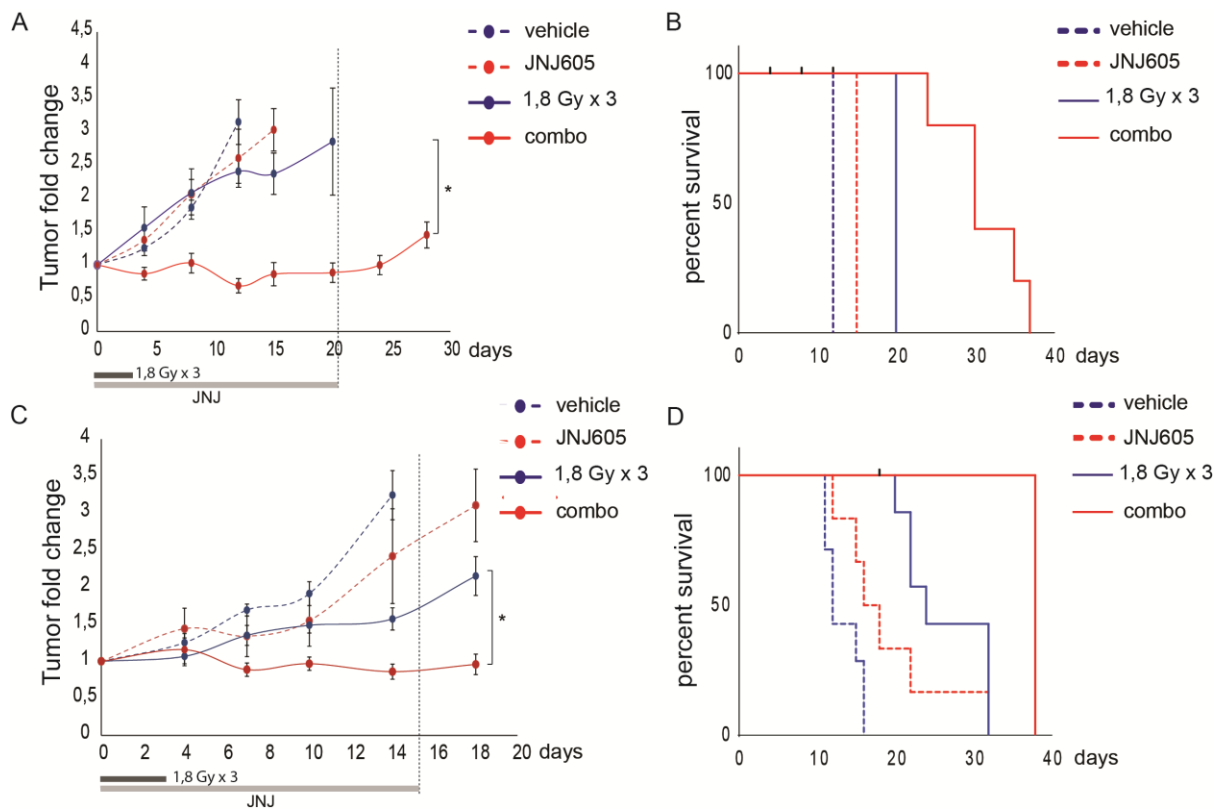 A
Tumor fold change
4,5
4
3,5
3
2,5
2
1,5
1
0,5
0
0 5 10 15 20 25 30 days
1,8 Gy x 3
JNJ
*
vehicle
JNJ605
1,8 Gy x 3
combo
B
percent survival
100
50
0
0 10 20 30 40 days
vehicle
JNJ605
1,8 Gy x 3
combo
C
Tumor fold change
4
3,5
3
2,5
2
1,5
1
0,5
0
0 2 4 6 8 10 12 14 16 18 20 days
1,8 Gy x 3
JNJ
*
vehicle
JNJ605
1,8 Gy x 3
combo
D
percent survival
100
50
0
0 10 20 30 40 days
vehicle
JNJ605
1,8 Gy x 3
combo